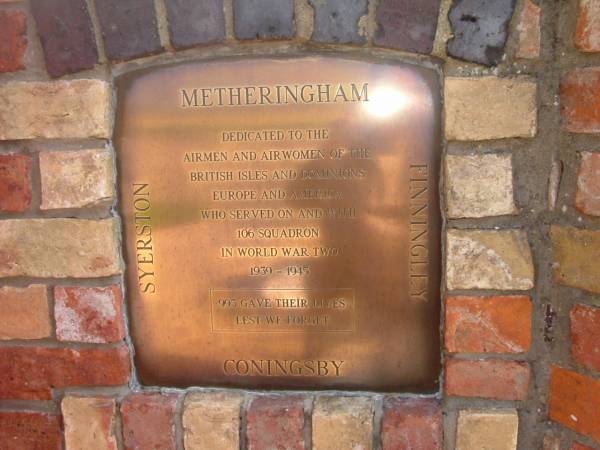 METHERINGHAM
DEDICATED TO THE
AIRMEN AND AIRWOMEN OF THE
BRITISH ISLES AND DOMINIONS
EUROPE AND AMERICA
WHO SERVED ON AND WITH
106 SQUADRON
IN WORLD WAR TWO
1939 - 1945
995 GAVE THEIR LIVES
LEST WE FORGET
SYERSTON
FINNINGLEY
CONINGSBY